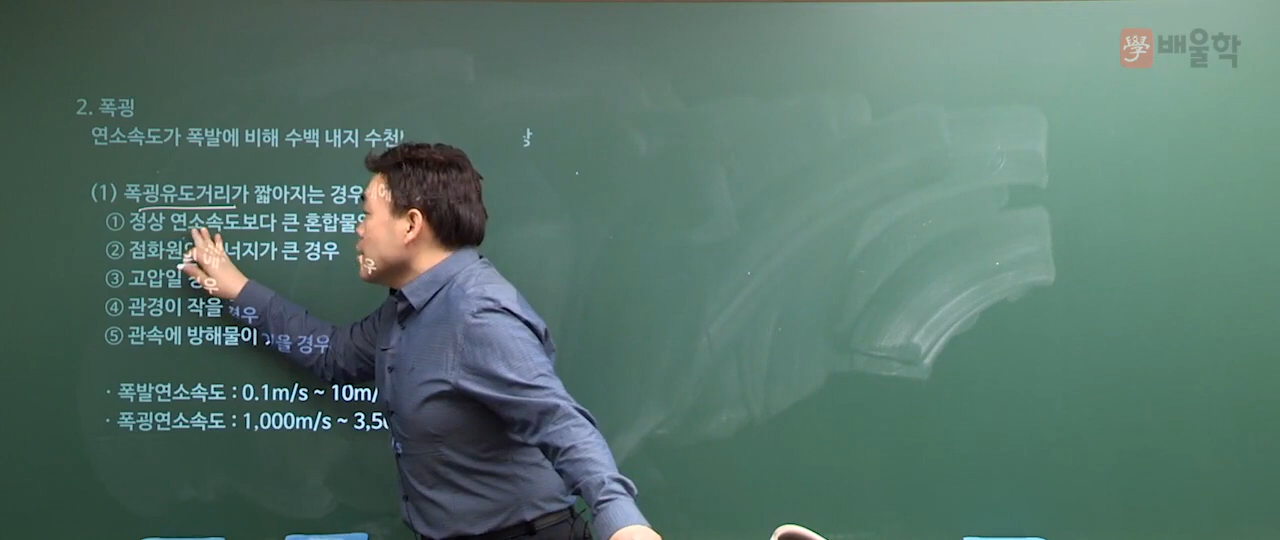 學 배울학
2. 폭굉
연소속도가 폭발에 비해 수백 내지 수천
(1) 폭굉유도거리가 짧아지는 경우
① 정상 연소속도보다 큰 혼합물
② 점화원의 에너지가 큰 경우
③ 고압일 경우
④ 관경이 작을 경우
⑤ 관속에 방해물이 있을 경우
· 폭발연소속도 : 0.1m/s ~ 10m/
· 폭굉연소속도 : 1,000m/s ~ 3,5